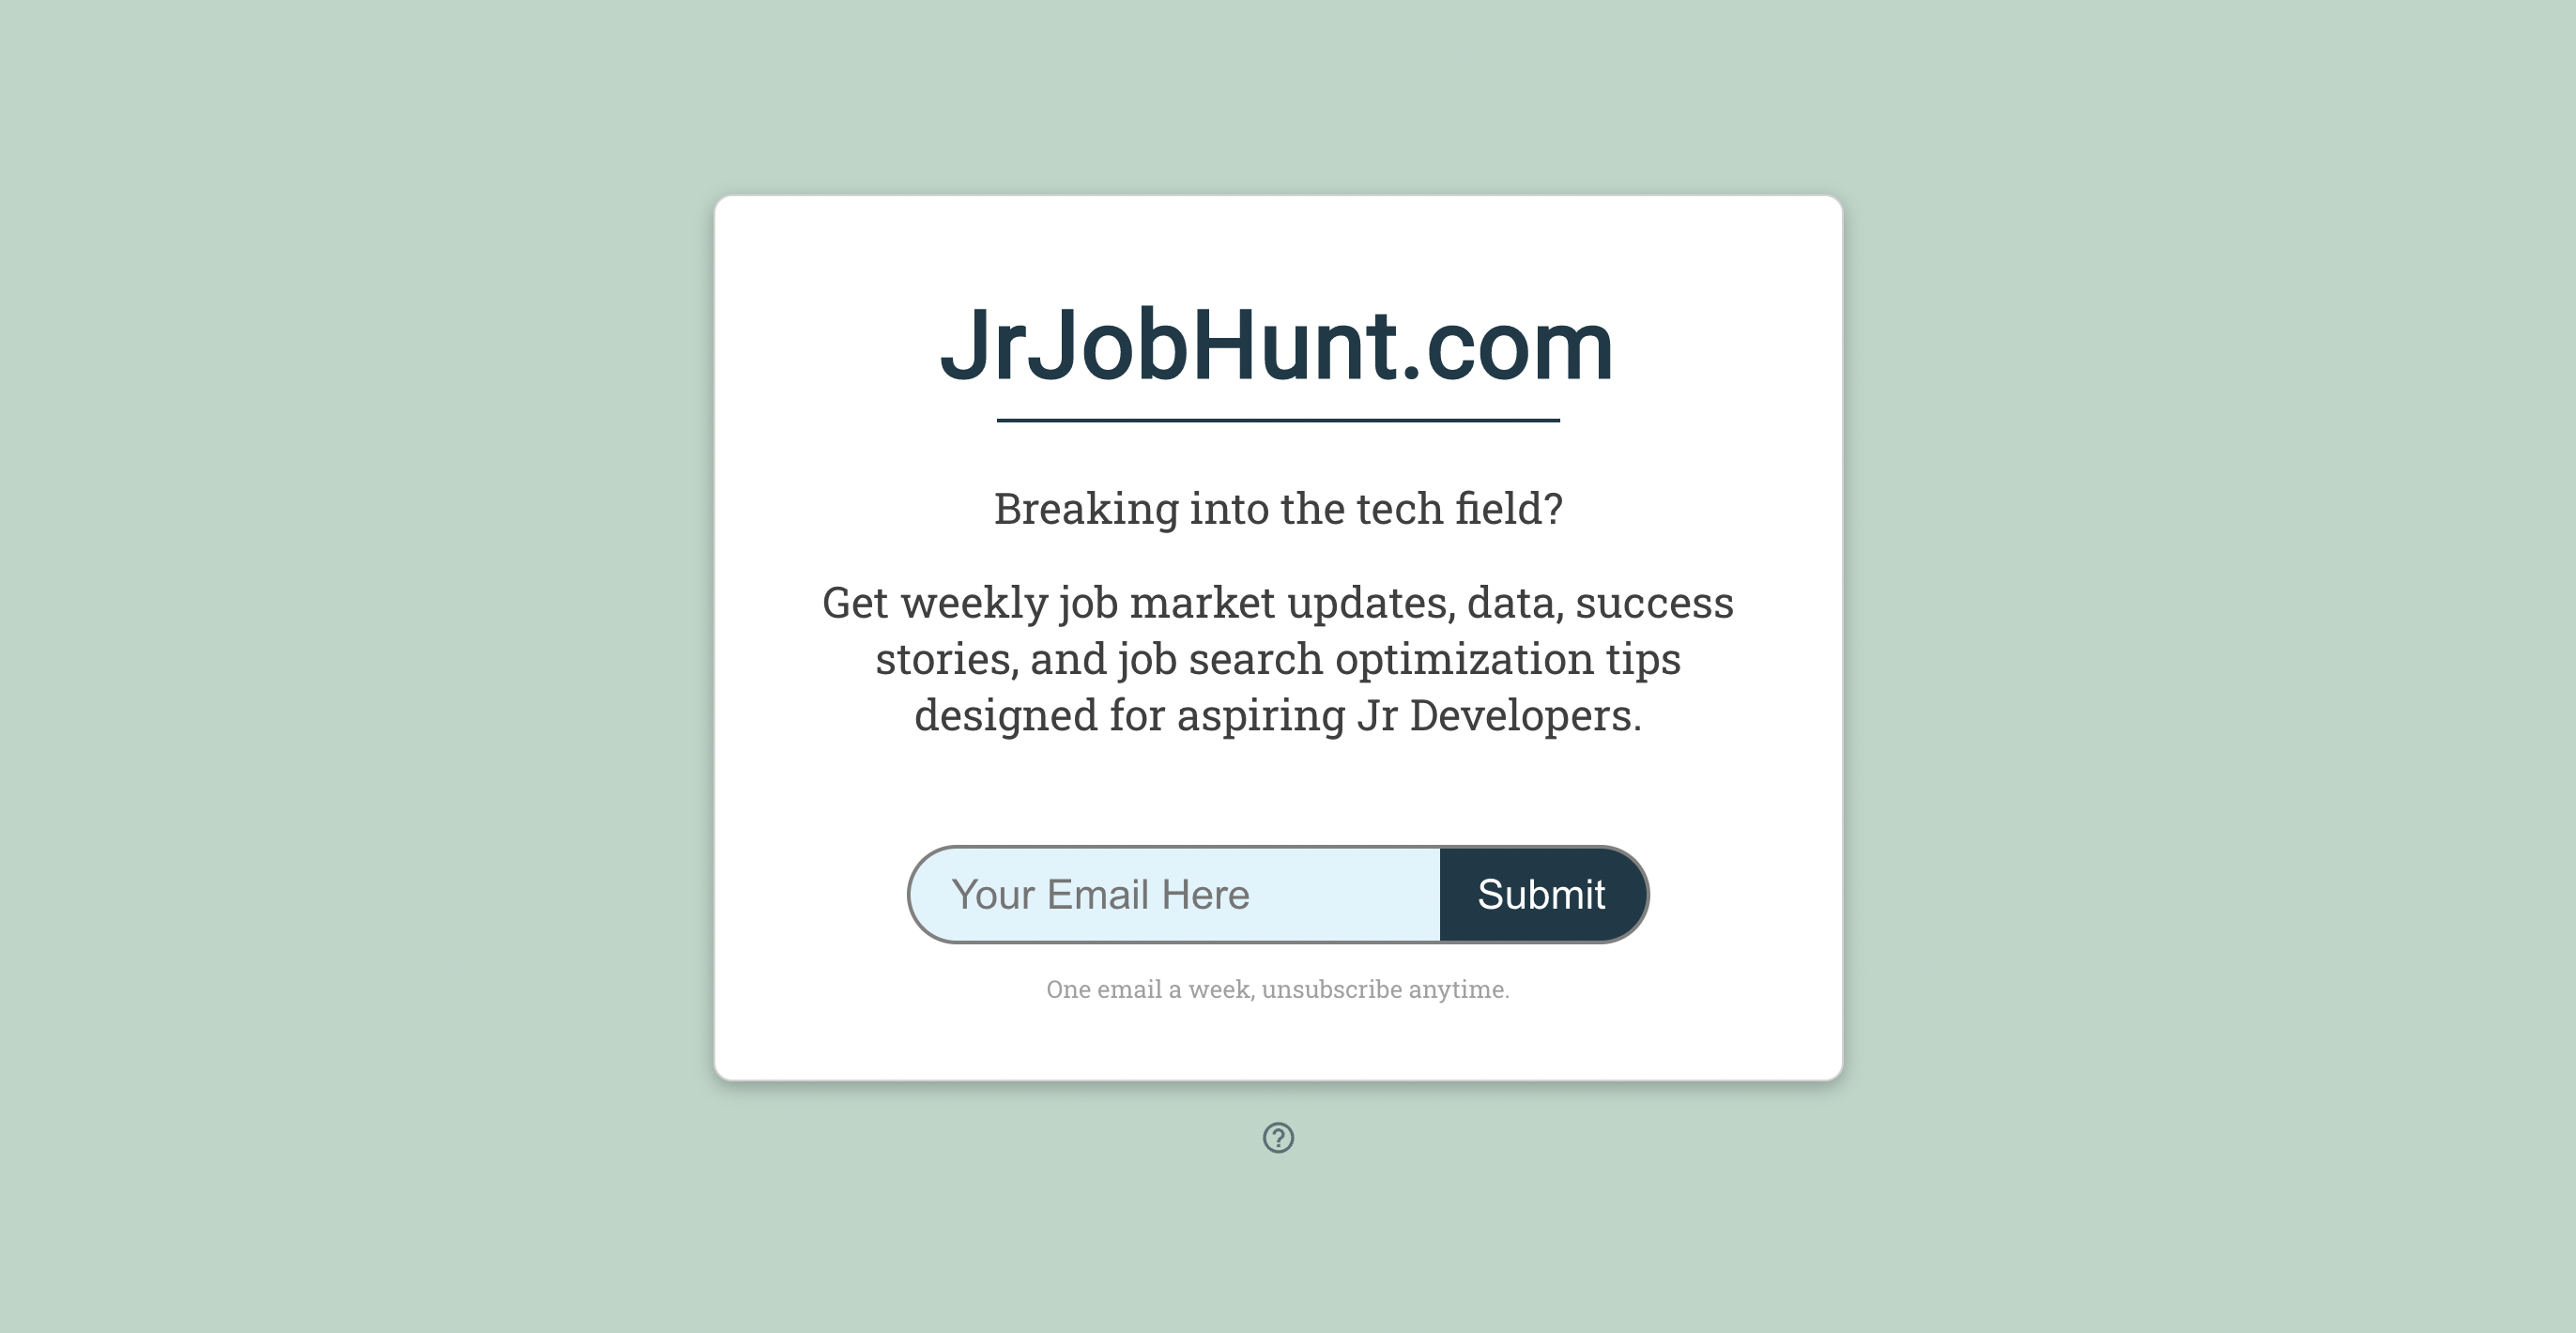 JrJobHunt.com
Breaking into the tech field?
Get weekly job market updates, data, success
stories, and job search optimization tips
designed for aspiring Jr Developers.
Your Email Here
Submit
One email a week, unsubscribe anytime.
?